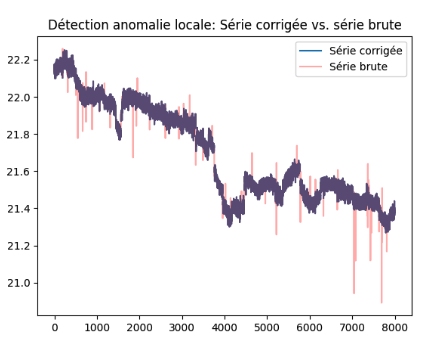 Détection anomalie locale: Série corrigée vs. série brute
Série corrigée
Série brute
22.2
22.0
21.8
21.6
21.4
21.2
21.0
0 1000 2000 3000 4000 5000 6000 7000 8000